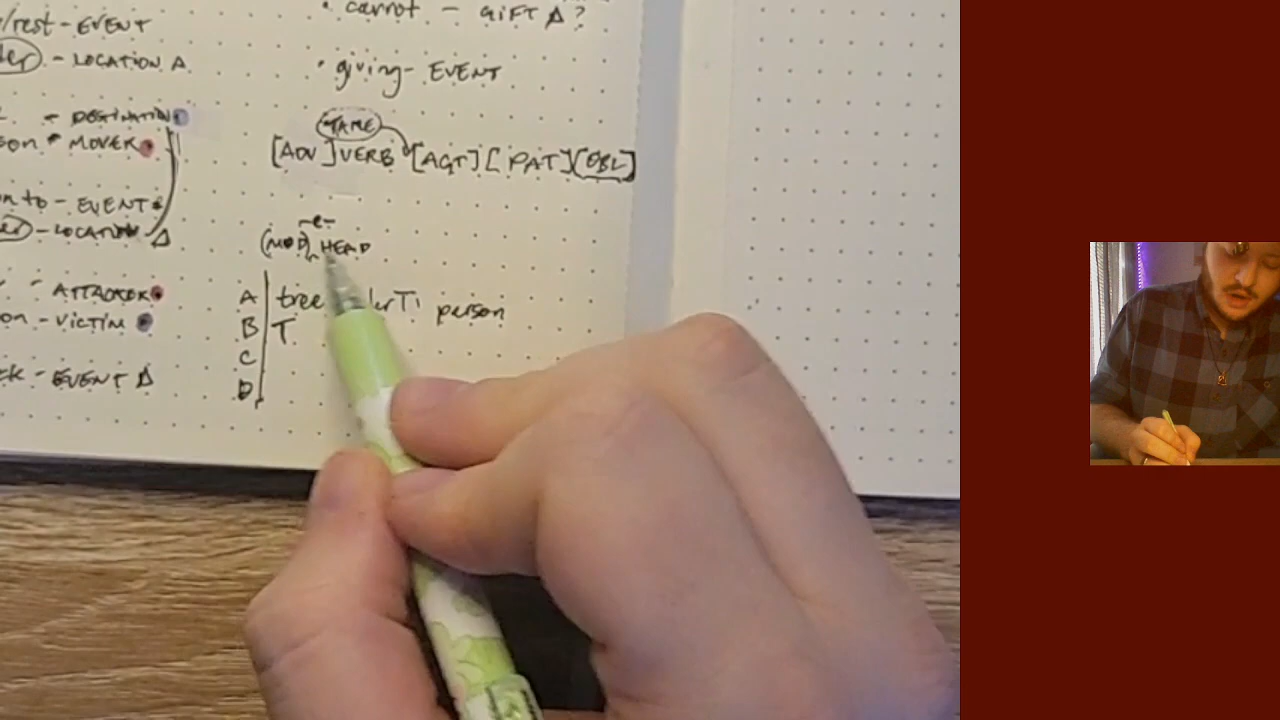 /rest - EVENT
- LOCATION A
- DESTINATION
son - MOVER
n to - EVENT
- LOCATION Δ
- ATTACKER
on - VICTIM
ck - EVENT Δ
• carrot - GIFT Δ ?
• giving - EVENT
TAME
[ADV] VERB [AGT] [PAT] [OBL]
-e-
(MOD) HEAD
A tree person
B T
C
D